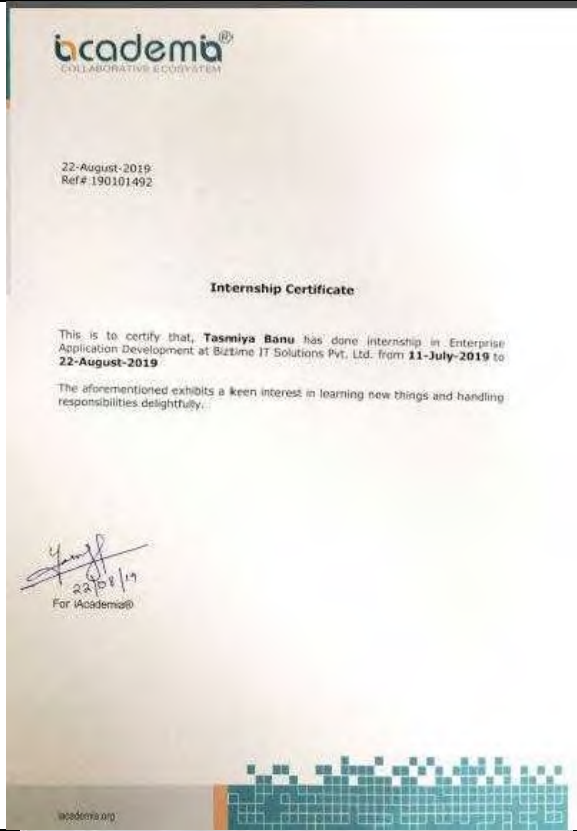 iacademia®
COLLABORATIVE ECOSYSTEM
22-August-2019
Ref# 190101492
Internship Certificate
This is to certify that, Tasmiya Banu has done internship in Enterprise
Application Development at Biztime IT Solutions Pvt. Ltd. from 11-July-2019 to
22-August-2019
The aforementioned exhibits a keen interest in learning new things and handling
responsibilities delightfully.
22/08/19
For iAcademia®
iacademia.org